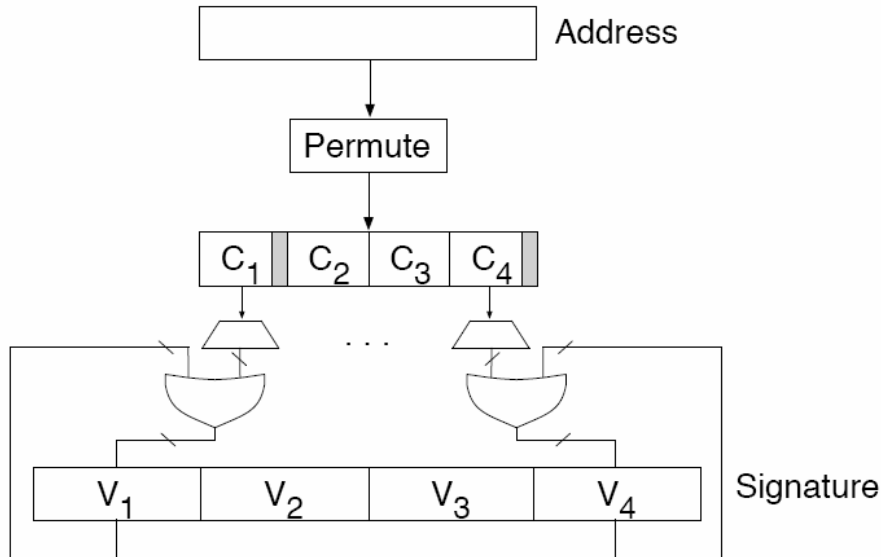 Address
Permute
C₁ C₂ C₃ C₄
. . .
V₁ V₂ V₃ V₄ Signature